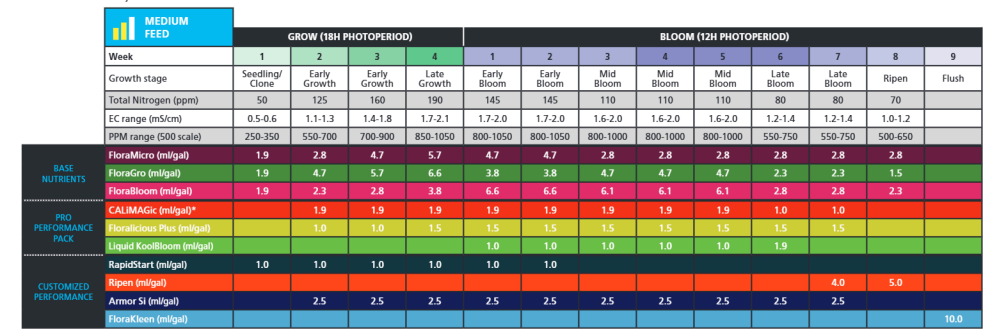 MEDIUM
FEED
GROW (18H PHOTOPERIOD) BLOOM (12H PHOTOPERIOD)
Week 1 2 3 4 1 2 3 4 5 6 7 8 9
Growth stage Seedling/ Clone Early Growth Early Growth Late Growth Early Bloom Early Bloom Mid Bloom Mid Bloom Mid Bloom Late Bloom Late Bloom Ripen Flush
Total Nitrogen (ppm) 50 125 160 190 145 145 110 110 110 80 80 70
EC range (mS/cm) 0.5-0.6 1.1-1.3 1.4-1.8 1.7-2.1 1.7-2.0 1.7-2.0 1.6-2.0 1.6-2.0 1.6-2.0 1.2-1.4 1.2-1.4 1.0-1.2
PPM range (500 scale) 250-350 550-700 700-900 850-1050 800-1050 800-1050 800-1000 800-1000 800-1000 550-750 550-750 500-650
BASE NUTRIENTS
FloraMicro (ml/gal) 1.9 2.8 4.7 5.7 4.7 4.7 2.8 2.8 2.8 2.8 2.8 2.8
FloraGro (ml/gal) 1.9 4.7 5.7 6.6 3.8 3.8 4.7 4.7 4.7 2.3 2.3 1.5
FloraBloom (ml/gal) 1.9 2.3 2.8 3.8 6.6 6.6 6.1 6.1 6.1 2.8 2.8 2.3
PRO PERFORMANCE PACK
CALiMAGic (ml/gal)* 1.9 1.9 1.9 1.9 1.9 1.9 1.9 1.9 1.0 1.0
Floralicious Plus (ml/gal) 1.0 1.0 1.5 1.5 1.5 1.5 1.5 1.5 1.5 1.5
Liquid KoolBloom (ml/gal) 1.0 1.0 1.0 1.0 1.0 1.9
CUSTOMIZED PERFORMANCE
RapidStart (ml/gal) 1.0 1.0 1.0 1.0 1.0 1.0
Ripen (ml/gal) 4.0 5.0
Armor Si (ml/gal) 2.5 2.5 2.5 2.5 2.5 2.5 2.5 2.5 2.5 2.5
FloraKleen (ml/gal) 10.0